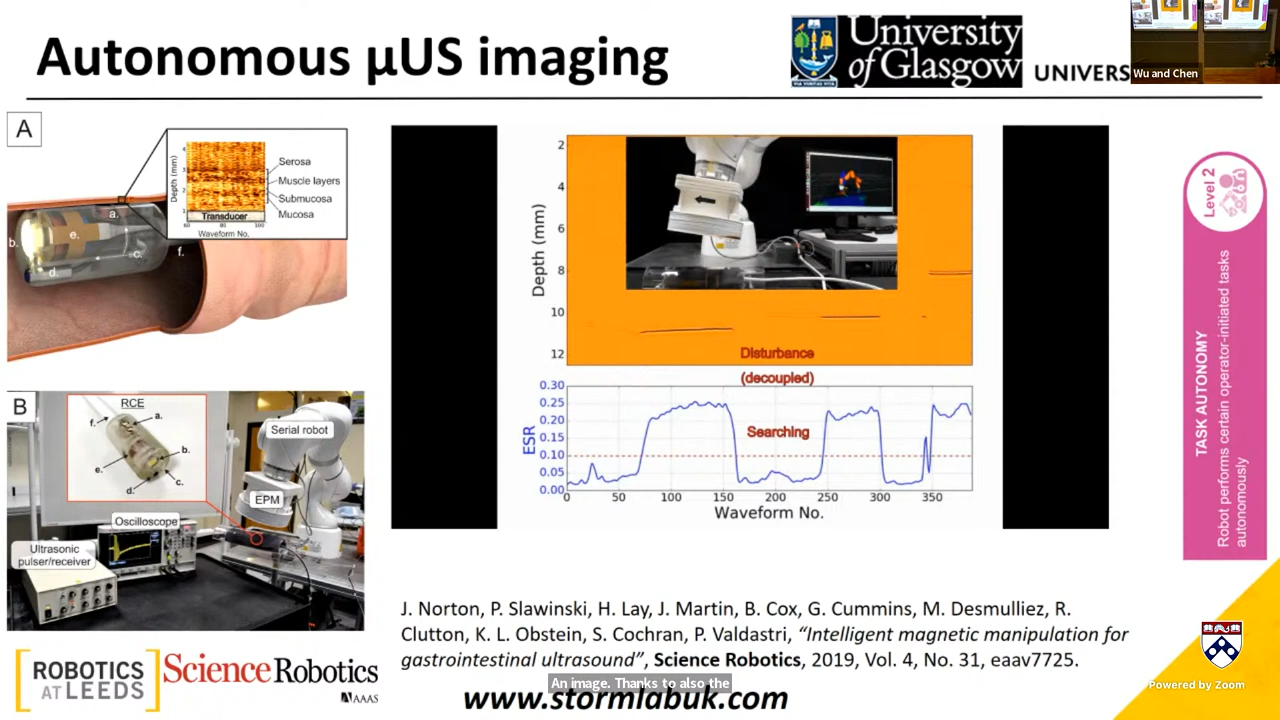 Autonomous µUS imaging
University
of Glasgow
UNIVERS
Wu and Chen
A
Depth (mm)
Serosa
Muscle layers
Submucosa
Mucosa
Transducer
60 80 100
Waveform No.
a.
b.
c.
d.
e.
f.
B
RCE
a.
b.
c.
d.
e.
f.
Serial robot
EPM
Oscilloscope
Ultrasonic
pulser/receiver
Depth (mm)
2
4
6
8
10
12
Disturbance
(decoupled)
Searching
ESR
0.30
0.25
0.20
0.15
0.10
0.05
0.00
0 50 100 150 200 250 300 350
Waveform No.
Level 2
TASK AUTONOMY
Robot performs certain operator-initiated tasks
autonomously
J. Norton, P. Slawinski, H. Lay, J. Martin, B. Cox, G. Cummins, M. Desmulliez, R.
Clutton, K. L. Obstein, S. Cochran, P. Valdastri, “Intelligent magnetic manipulation for
gastrointestinal ultrasound”, Science Robotics, 2019, Vol. 4, No. 31, eaav7725.
An image. Thanks to also the
ROBOTICS
AT LEEDS
Science Robotics
AAAS
www.stormlabuk.com
Powered by Zoom